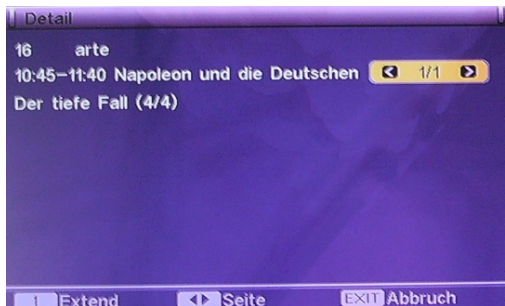 Detail
16 arte
10:45-11:40 Napoleon und die Deutschen 1/1
Der tiefe Fall (4/4)
1 Extend Seite EXIT Abbruch